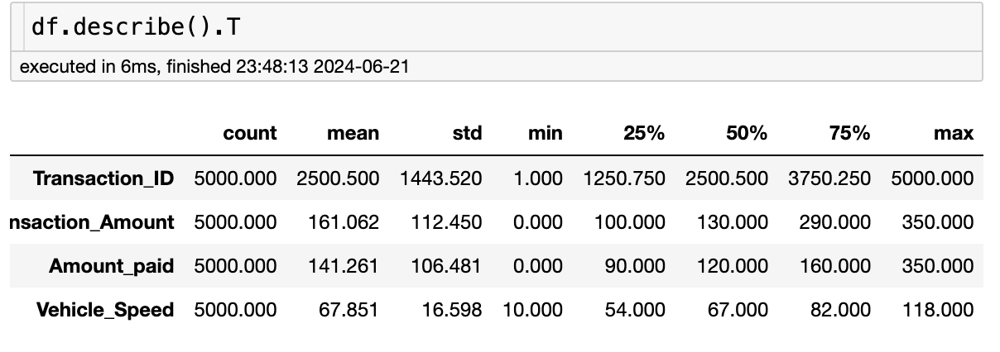 df.describe().T
executed in 6ms, finished 23:48:13 2024-06-21
count mean std min 25% 50% 75% max
Transaction_ID 5000.000 2500.500 1443.520 1.000 1250.750 2500.500 3750.250 5000.000
nsaction_Amount 5000.000 161.062 112.450 0.000 100.000 130.000 290.000 350.000
Amount_paid 5000.000 141.261 106.481 0.000 90.000 120.000 160.000 350.000
Vehicle_Speed 5000.000 67.851 16.598 10.000 54.000 67.000 82.000 118.000